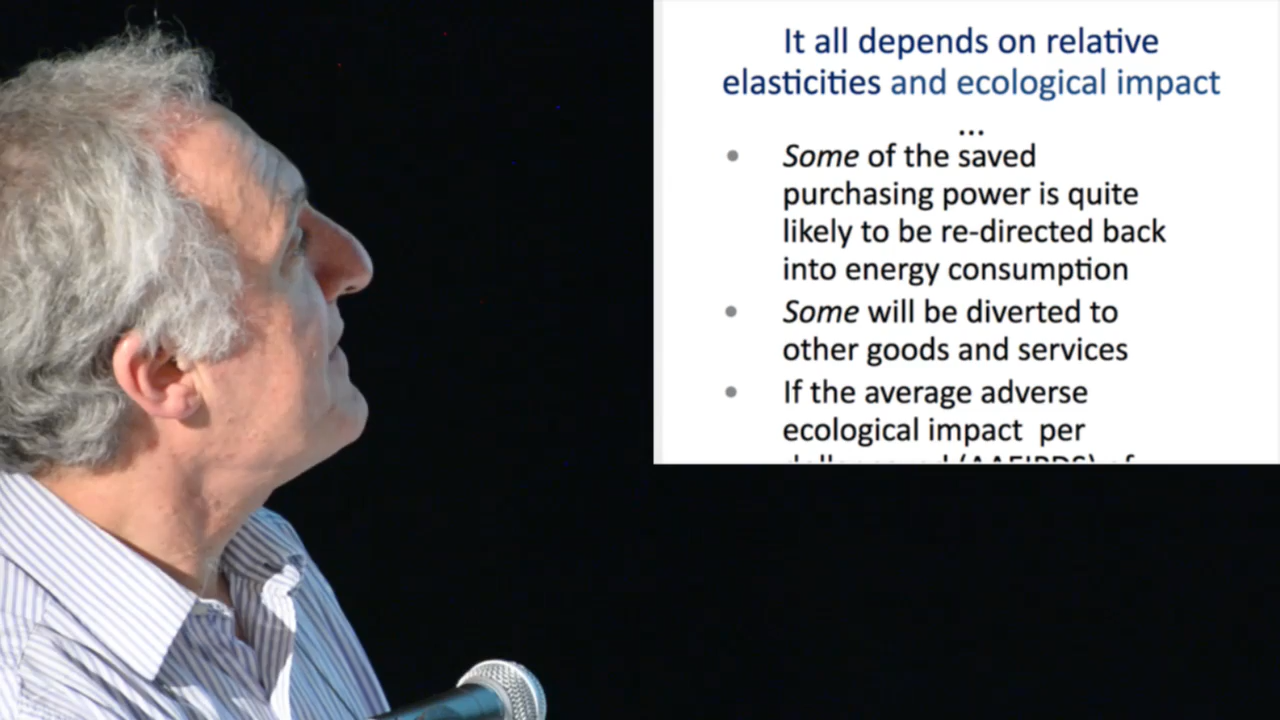 It all depends on relative
elasticities and ecological impact
...
• Some of the saved
purchasing power is quite
likely to be re-directed back
into energy consumption
• Some will be diverted to
other goods and services
• If the average adverse
ecological impact per